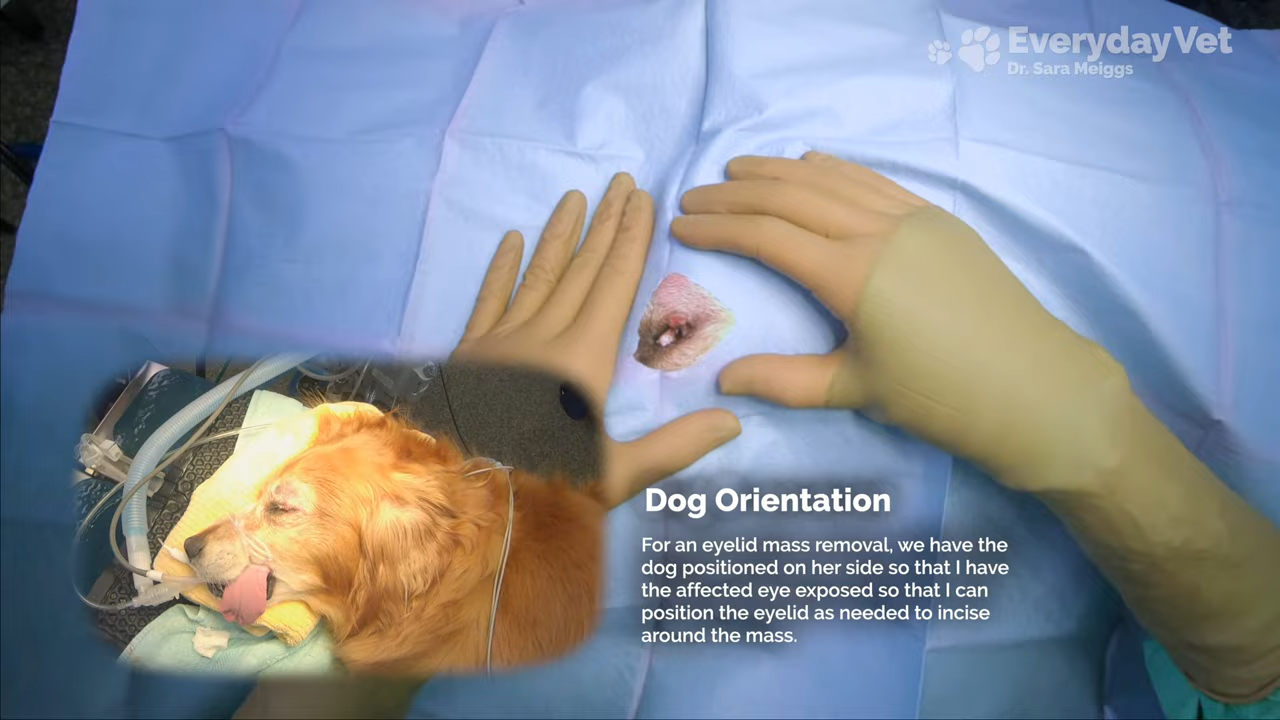 EverydayVet
Dr. Sara Meiggs
Dog Orientation
For an eyelid mass removal, we have the
dog positioned on her side so that I have
the affected eye exposed so that I can
position the eyelid as needed to incise
around the mass.